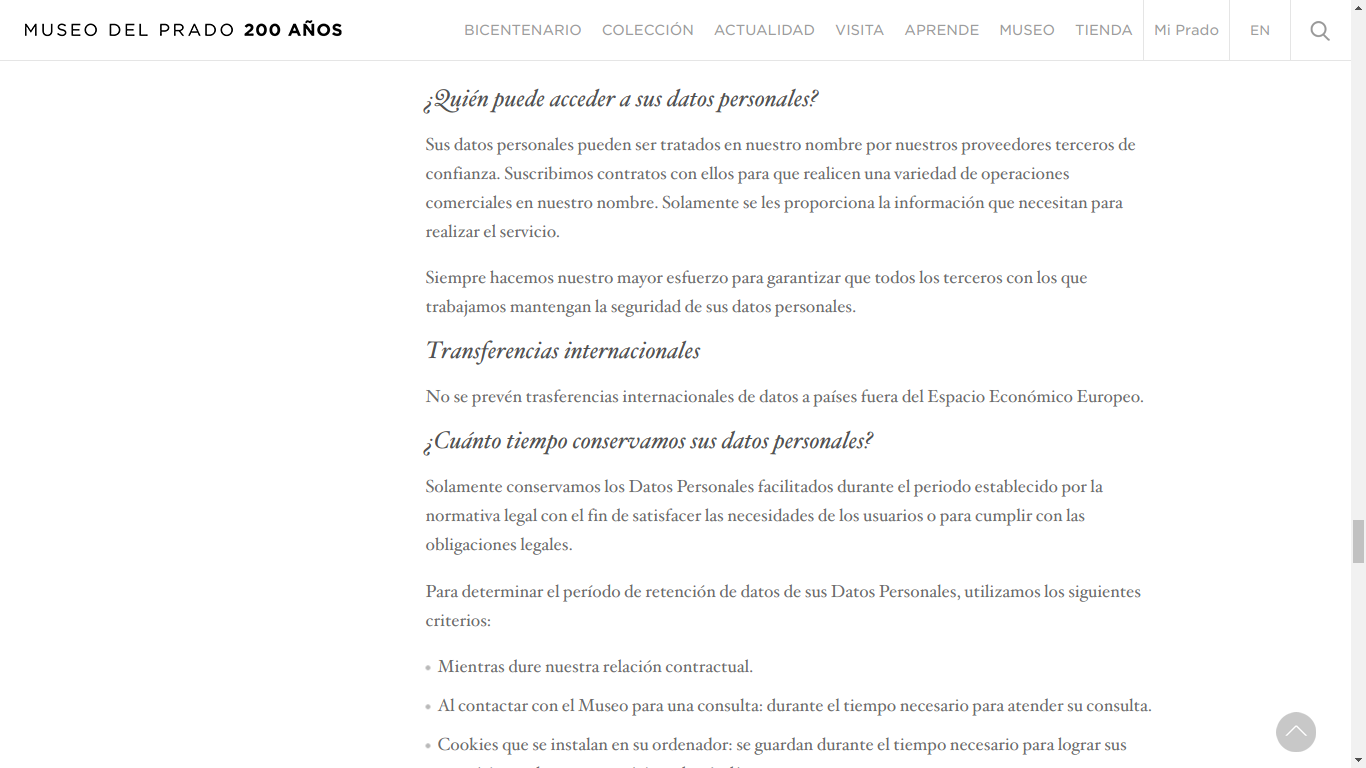 MUSEO DEL PRADO 200 AÑOS
BICENTENARIO COLECCIÓN ACTUALIDAD VISITA APRENDE MUSEO TIENDA Mi Prado EN
¿Quién puede acceder a sus datos personales?
Sus datos personales pueden ser tratados en nuestro nombre por nuestros proveedores terceros de
confianza. Suscribimos contratos con ellos para que realicen una variedad de operaciones
comerciales en nuestro nombre. Solamente se les proporciona la información que necesitan para
realizar el servicio.
Siempre hacemos nuestro mayor esfuerzo para garantizar que todos los terceros con los que
trabajamos mantengan la seguridad de sus datos personales.
Transferencias internacionales
No se prevén trasferencias internacionales de datos a países fuera del Espacio Económico Europeo.
¿Cuánto tiempo conservamos sus datos personales?
Solamente conservamos los Datos Personales facilitados durante el periodo establecido por la
normativa legal con el fin de satisfacer las necesidades de los usuarios o para cumplir con las
obligaciones legales.
Para determinar el período de retención de datos de sus Datos Personales, utilizamos los siguientes
criterios:
• Mientras dure nuestra relación contractual.
• Al contactar con el Museo para una consulta: durante el tiempo necesario para atender su consulta.
• Cookies que se instalan en su ordenador: se guardan durante el tiempo necesario para lograr sus